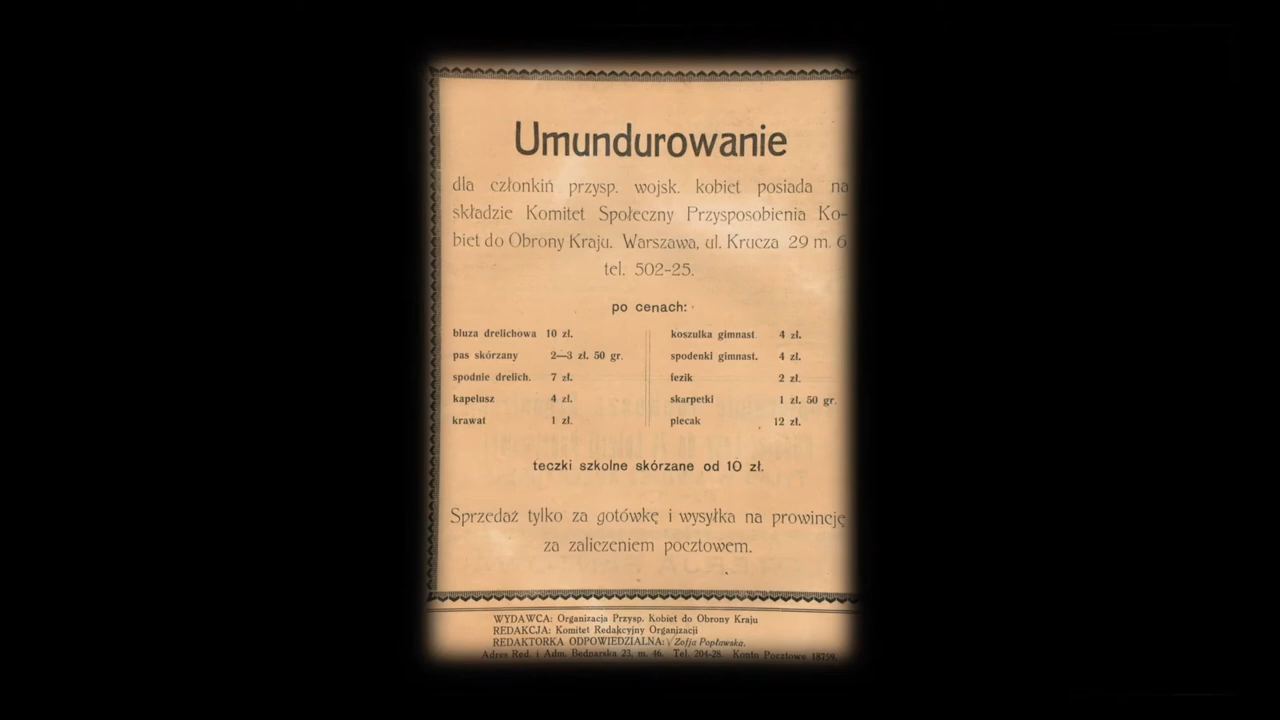 Umundurowanie
dla członkiń przysp. wojsk. kobiet posiada na
składzie Komitet Społeczny Przysposobienia Ko-
biet do Obrony Kraju. Warszawa, ul. Krucza 29 m. 6
tel. 502-25.
po cenach:
bluza drelichowa 10 zł.
pas skórzany 2—3 zł. 50 gr.
spodnie drelich. 7 zł.
kapelusz 4 zł.
krawat 1 zł.
koszulka gimnast. 4 zł.
spodenki gimnast. 4 zł.
fezik 2 zł.
skarpetki 1 zł. 50 gr.
plecak 12 zł.
teczki szkolne skórzane od 10 zł.
Sprzedaż tylko za gotówkę i wysyłka na prowincję
za zaliczeniem pocztowem.
WYDAWCA: Organizacja Przysp. Kobiet do Obrony Kraju
REDAKCJA: Komitet Redakcyjny Organizacji
REDAKTORKA ODPOWIEDZIALNA: Zofja Popławska.
Adres Red. i Adm. Bednarska 23, m. 46. Tel. 204-28. Konto Pocztowe 18759.